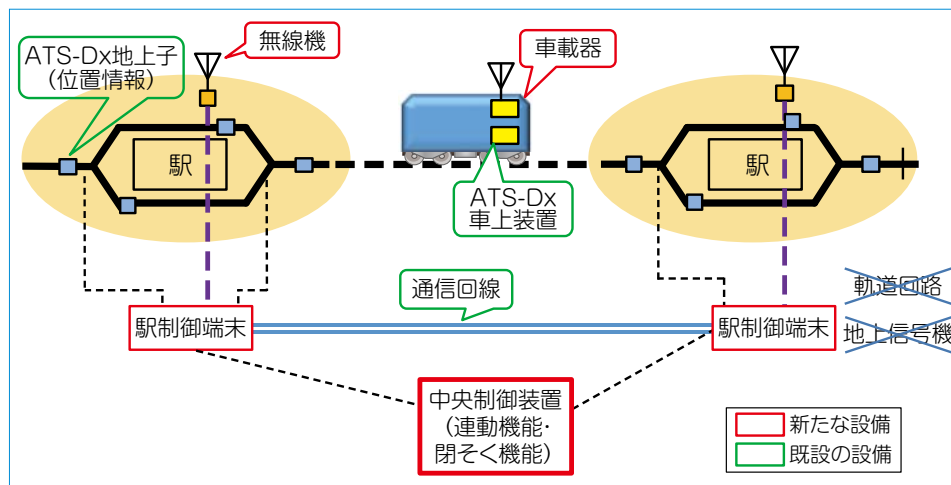 ATS-Dx地上子
(位置情報)
無線機
車載器
駅
駅
ATS-Dx
車上装置
通信回線
軌道回路
駅制御端末
駅制御端末
地上信号機
中央制御装置
(連動機能・
閉そく機能)
新たな設備
既設の設備